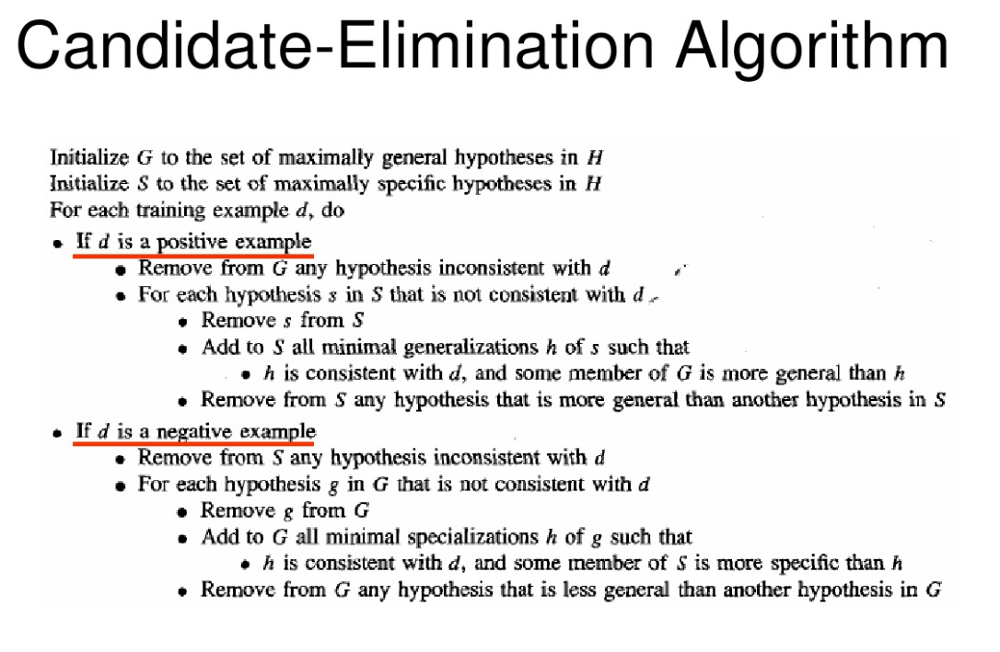 Candidate-Elimination Algorithm
Initialize G to the set of maximally general hypotheses in H
Initialize S to the set of maximally specific hypotheses in H
For each training example d, do
• If d is a positive example
• Remove from G any hypothesis inconsistent with d
• For each hypothesis s in S that is not consistent with d
• Remove s from S
• Add to S all minimal generalizations h of s such that
• h is consistent with d, and some member of G is more general than h
• Remove from S any hypothesis that is more general than another hypothesis in S
• If d is a negative example
• Remove from S any hypothesis inconsistent with d
• For each hypothesis g in G that is not consistent with d
• Remove g from G
• Add to G all minimal specializations h of g such that
• h is consistent with d, and some member of S is more specific than h
• Remove from G any hypothesis that is less general than another hypothesis in G